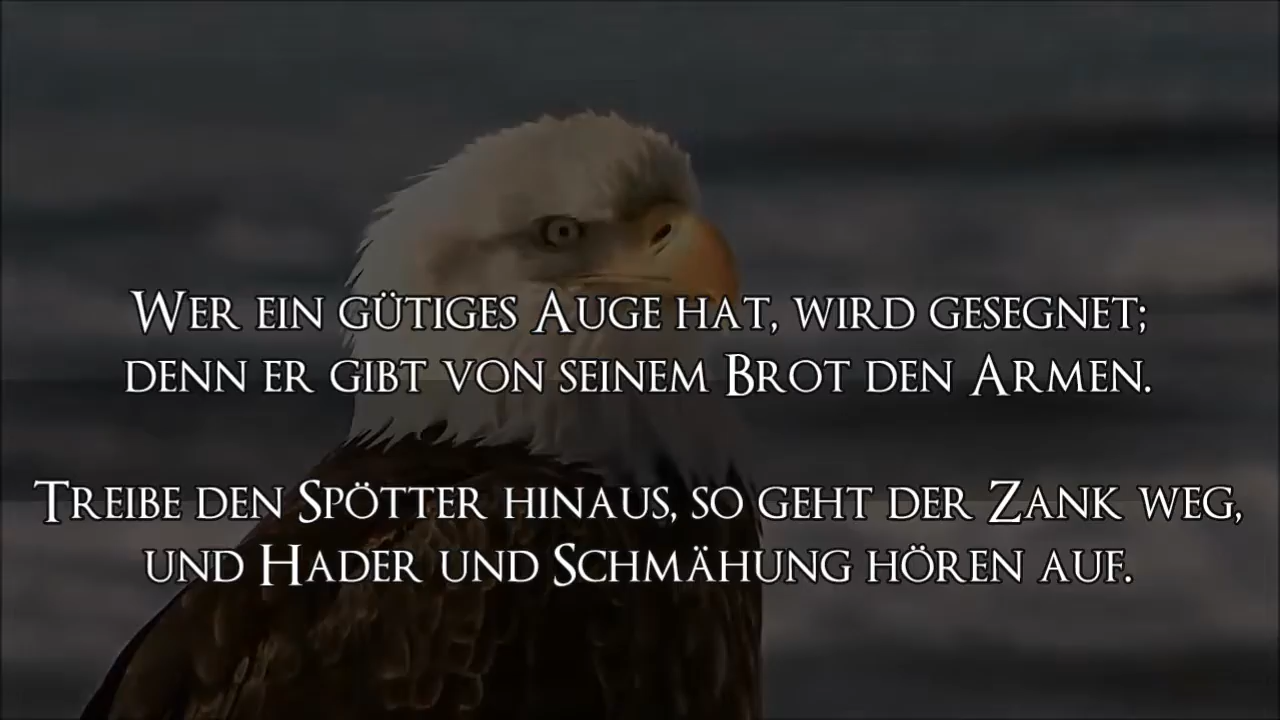 Wer ein gütiges Auge hat, wird gesegnet;
denn er gibt von seinem Brot den Armen.
Treibe den Spötter hinaus, so geht der Zank weg,
und Hader und Schmähung hören auf.